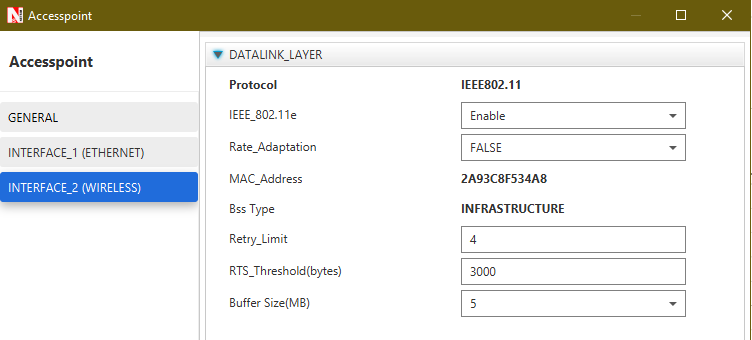 Accesspoint
Accesspoint
GENERAL
INTERFACE_1 (ETHERNET)
INTERFACE_2 (WIRELESS)
DATALINK_LAYER
Protocol IEEE802.11
IEEE_802.11e Enable
Rate_Adaptation FALSE
MAC_Address 2A93C8F534A8
Bss Type INFRASTRUCTURE
Retry_Limit 4
RTS_Threshold(bytes) 3000
Buffer Size(MB) 5